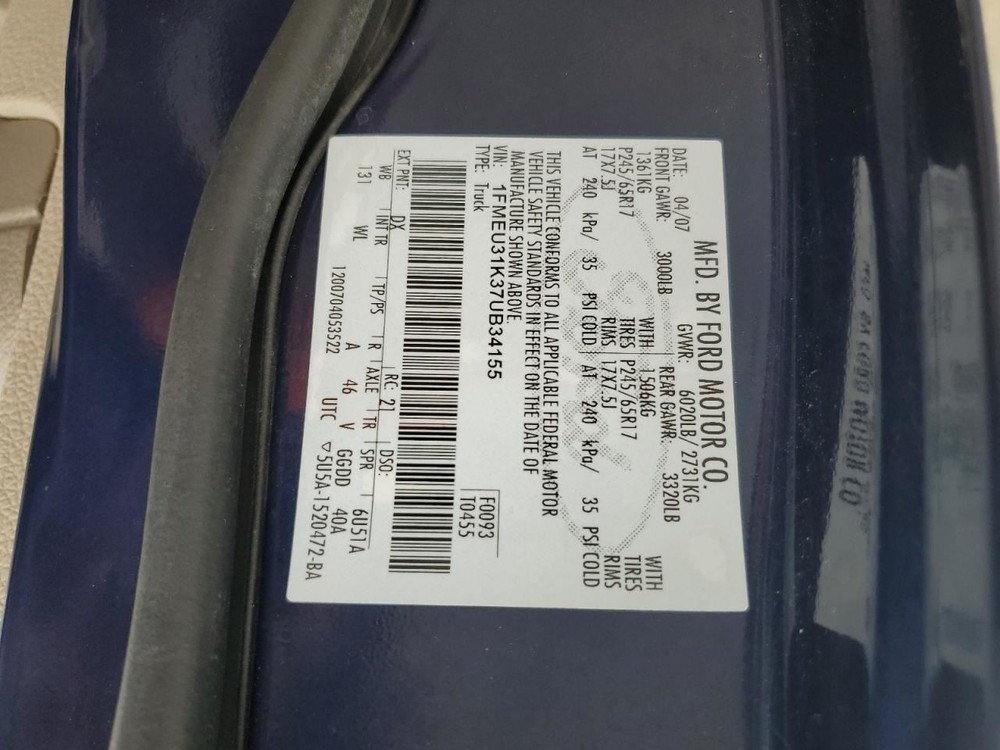 MFD. BY FORD MOTOR CO.
DATE: 04/07 GVWR: 6020LB/ 2731KG
FRONT GAWR: 3000LB REAR GAWR: 3320LB
1361KG WITH 1506KG WITH
P245/65R17 TIRES P245/65R17 TIRES
17X7.5J RIMS 17X7.5J RIMS
AT 240 kPa/ 35 PSI COLD AT 240 kPa/ 35 PSI COLD
THIS VEHICLE CONFORMS TO ALL APPLICABLE FEDERAL MOTOR
VEHICLE SAFETY STANDARDS IN EFFECT ON THE DATE OF
MANUFACTURE SHOWN ABOVE.
VIN: 1FMEU31K37UB34155
TYPE: Truck
F0093
T0455
EXT PNT: DX RC: 21 DSO:
WB INT TR TP/PS R AXLE TR SPR
131 WL A 46 V GGDD 6U51A
40A
1200704053522 UTC ▽5U5A-1520472-BA